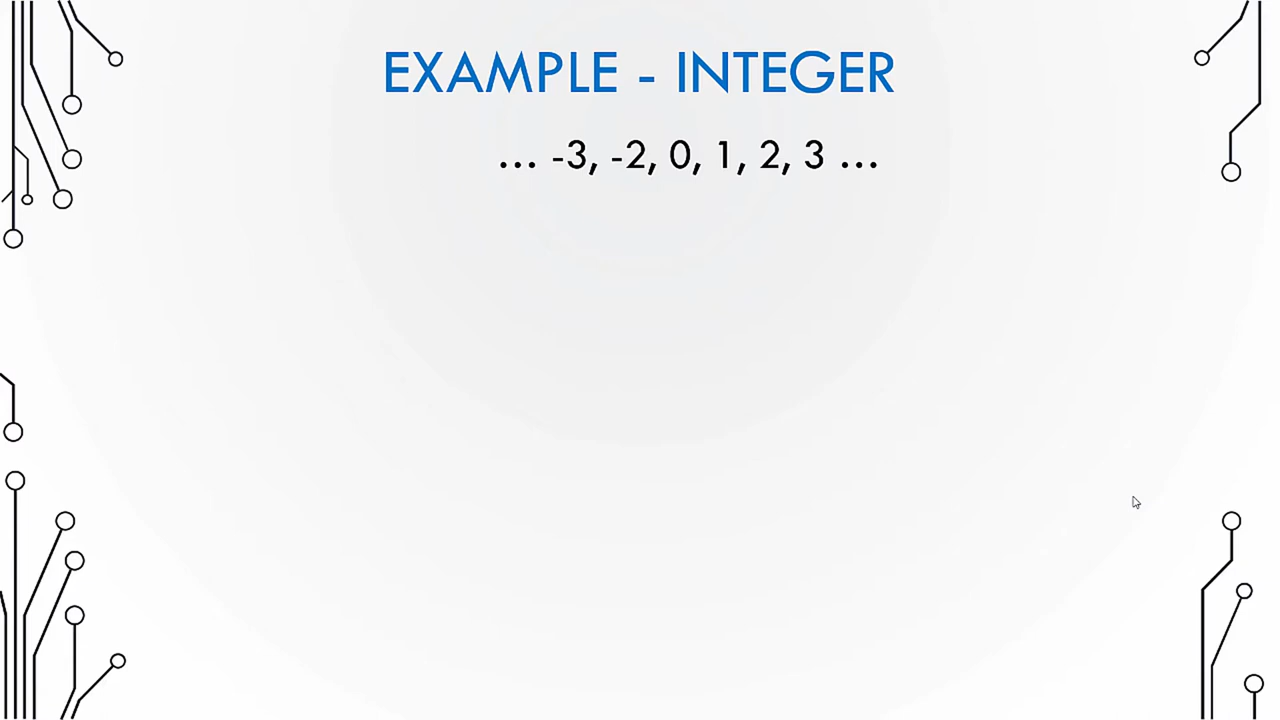 EXAMPLE - INTEGER
... -3, -2, 0, 1, 2, 3 ...